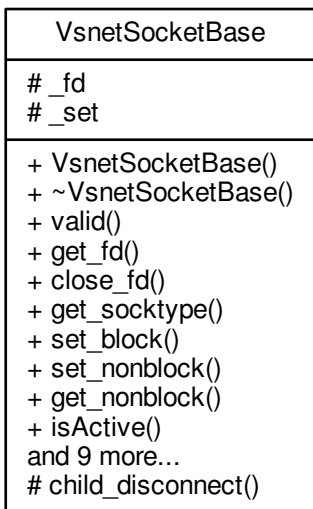 VsnetSocketBase
# _fd
# _set
+ VsnetSocketBase()
+ ~VsnetSocketBase()
+ valid()
+ get_fd()
+ close_fd()
+ get_socktype()
+ set_block()
+ set_nonblock()
+ get_nonblock()
+ isActive()
and 9 more...
# child_disconnect()